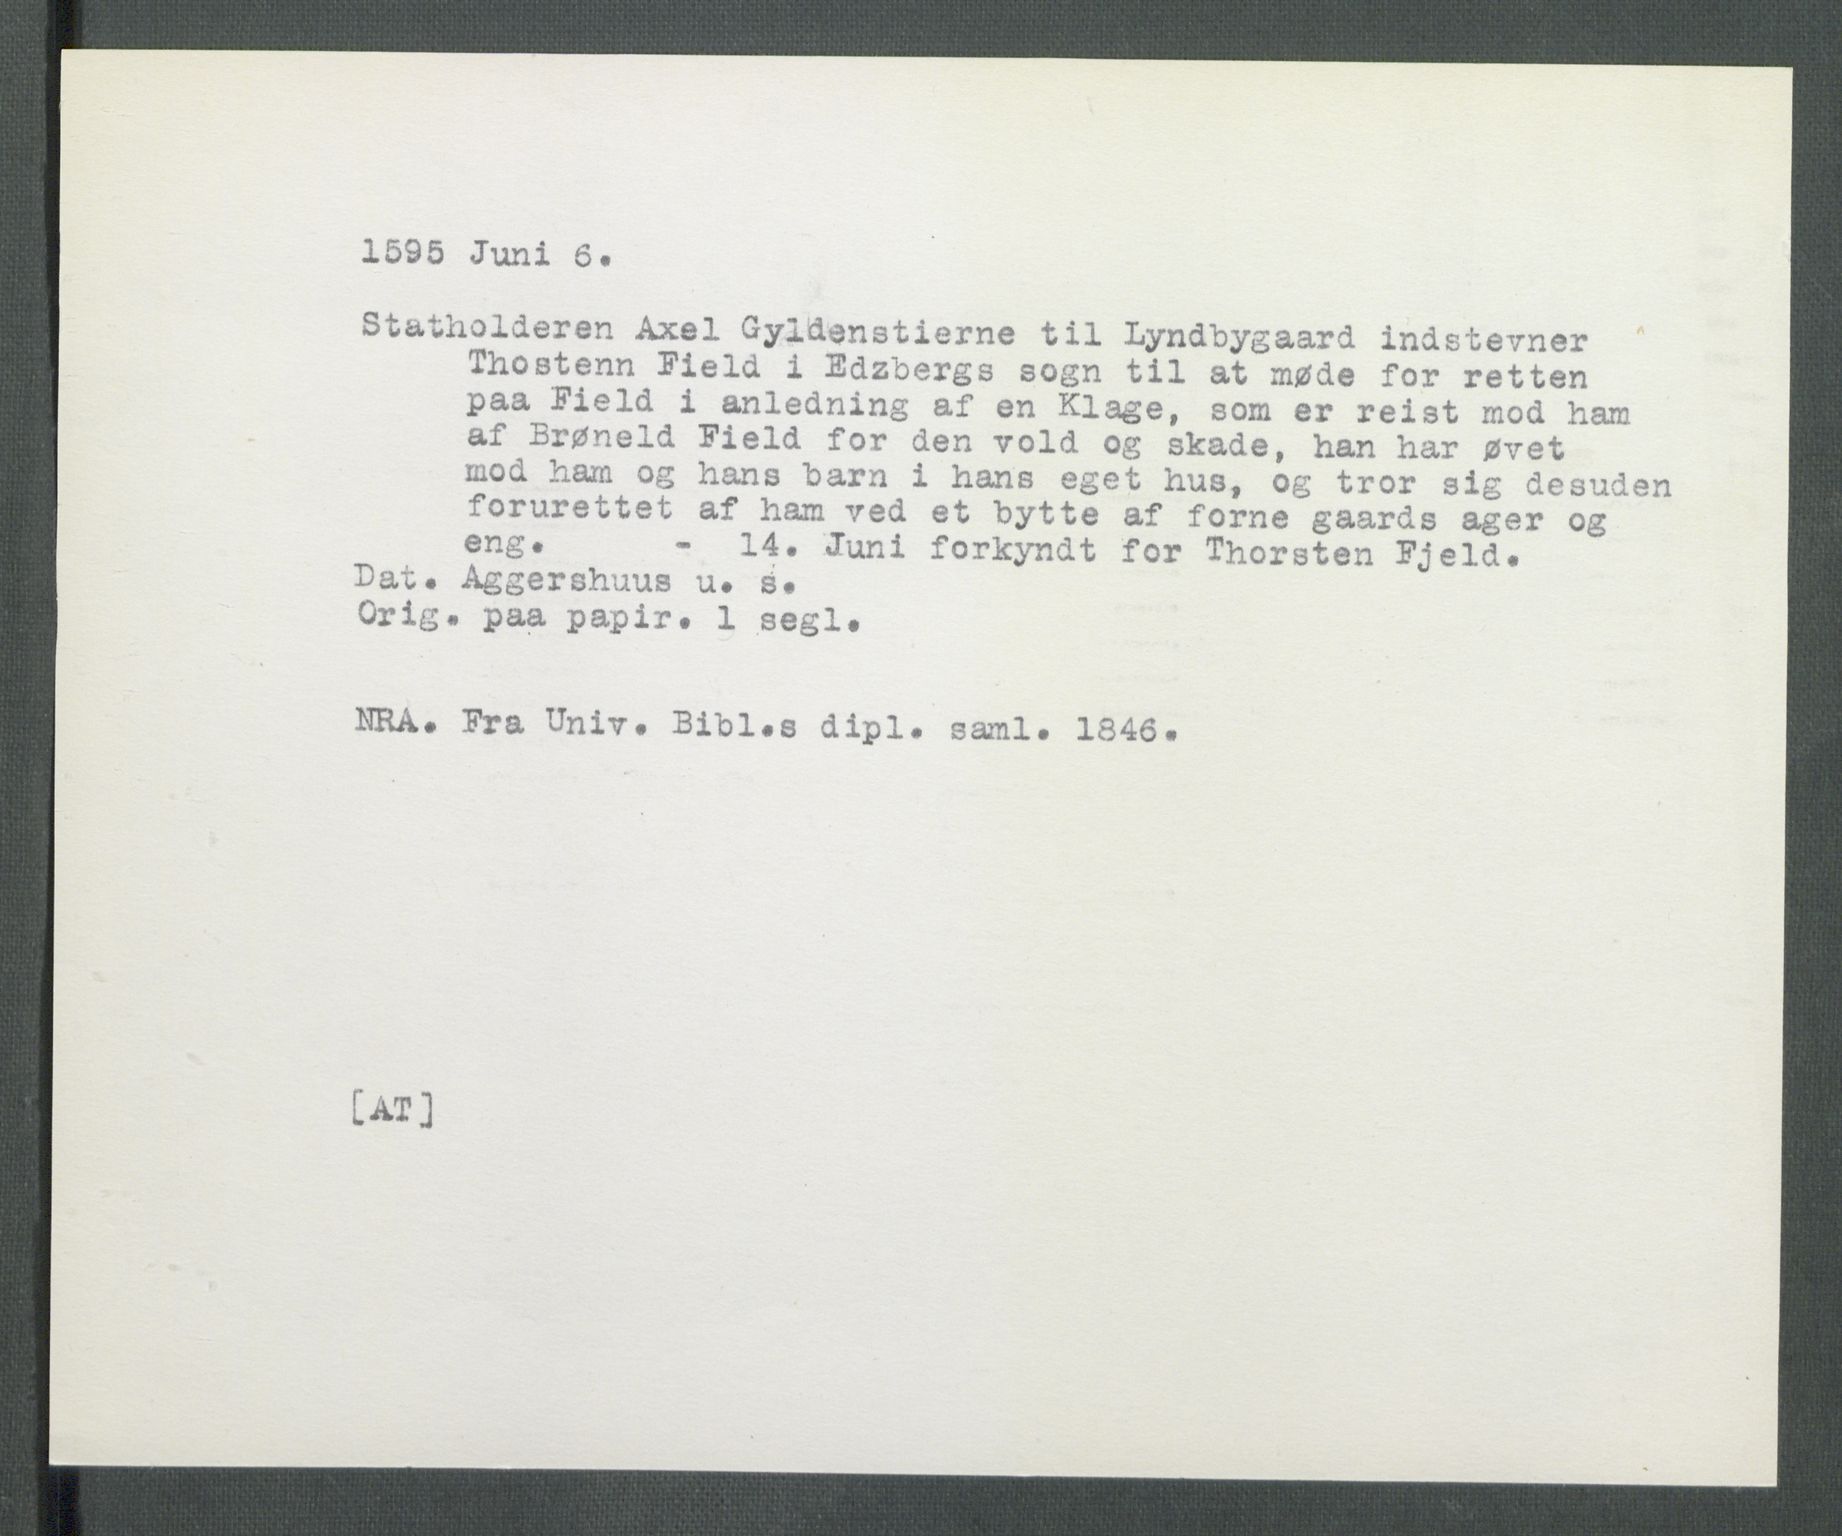 1595 Juni 6.
Statholderen Axel Gyldenstierne til Lyndbygaard indstevner
Thostenn Field i Edzbergs sogn til at møde for retten
paa Field i anledning af en Klage, som er reist mod ham
af Brøneld Field for den vold og skade, han har øvet
mod ham og hans barn i hans eget hus, og tror sig desuden
forurettet af ham ved et bytte af forne gaards ager og
eng. - 14. Juni forkyndt for Thorsten Fjeld.
Dat. Aggershuus u. s.
Orig. paa papir. 1 segl.
NRA. Fra Univ. Bibl.s dipl. saml. 1846.
[AT]